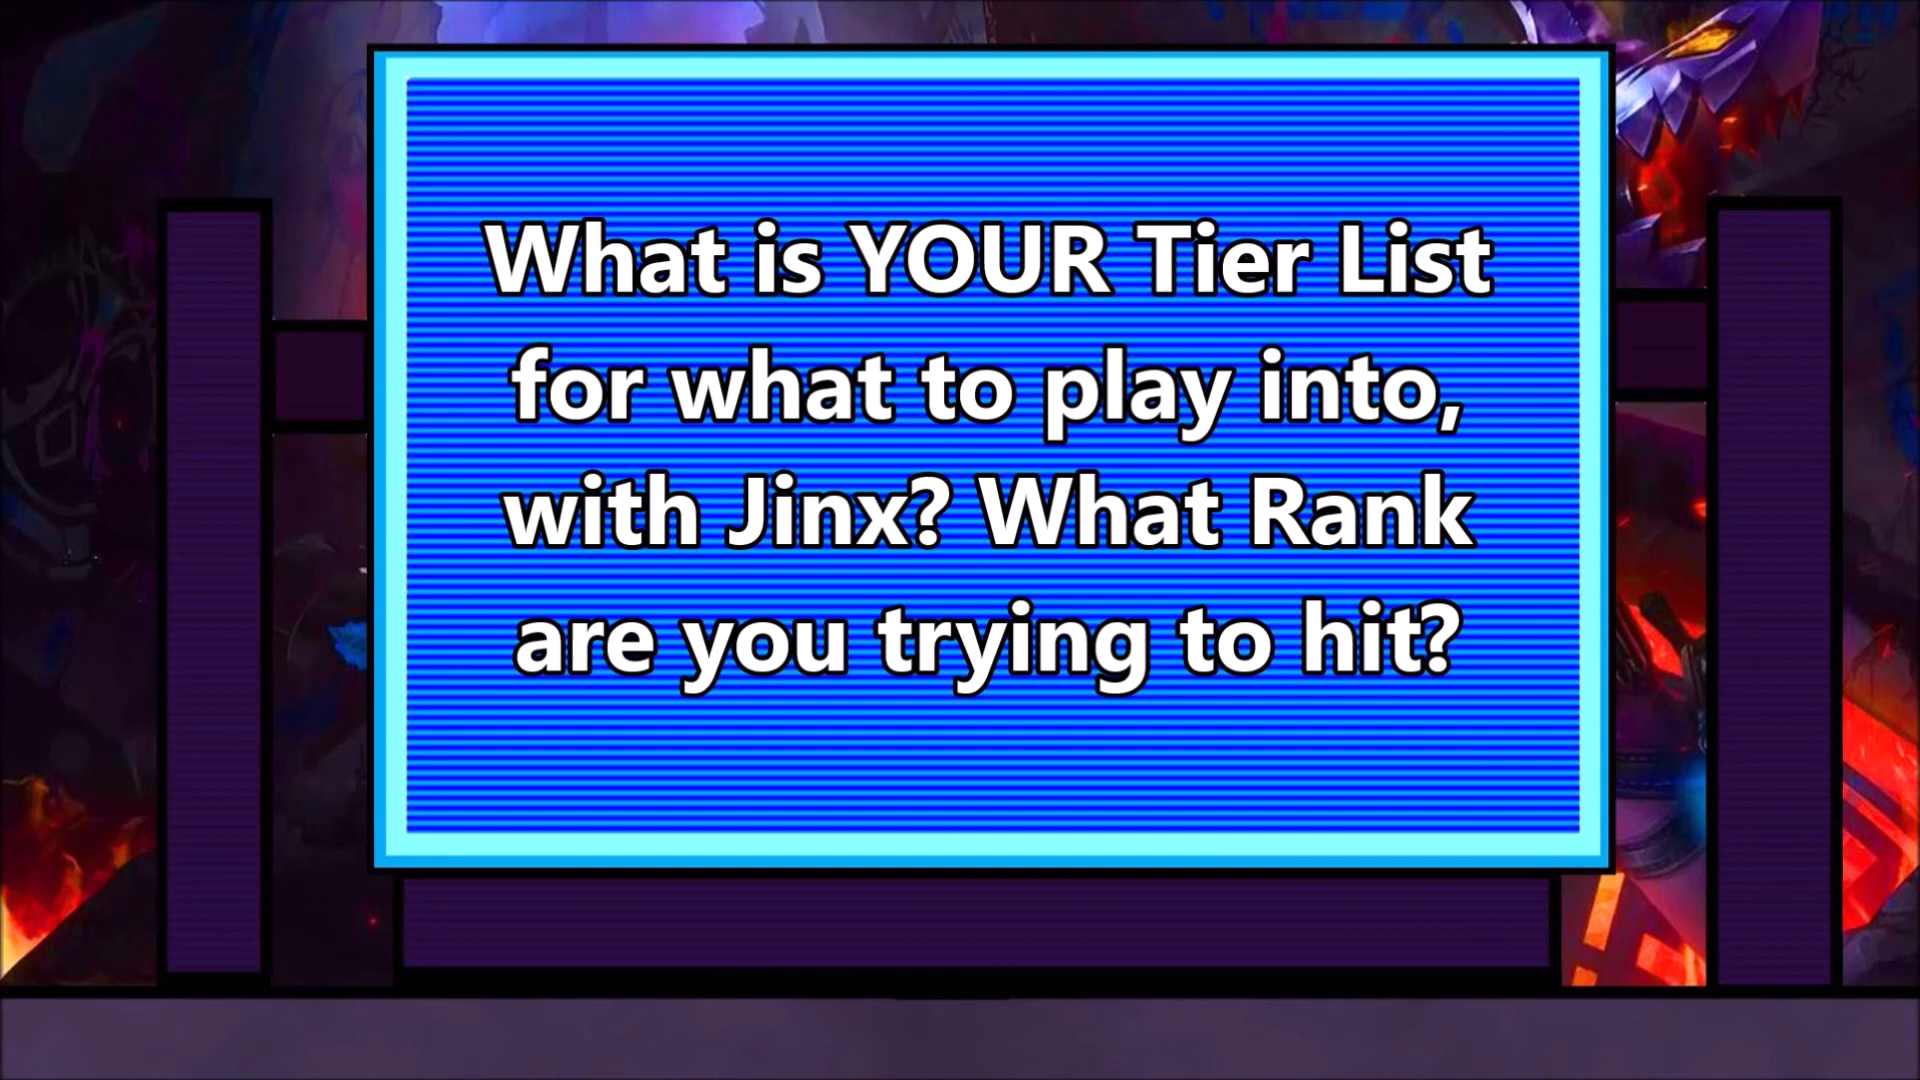 What is YOUR Tier List
for what to play into,
with Jinx? What Rank
are you trying to hit?